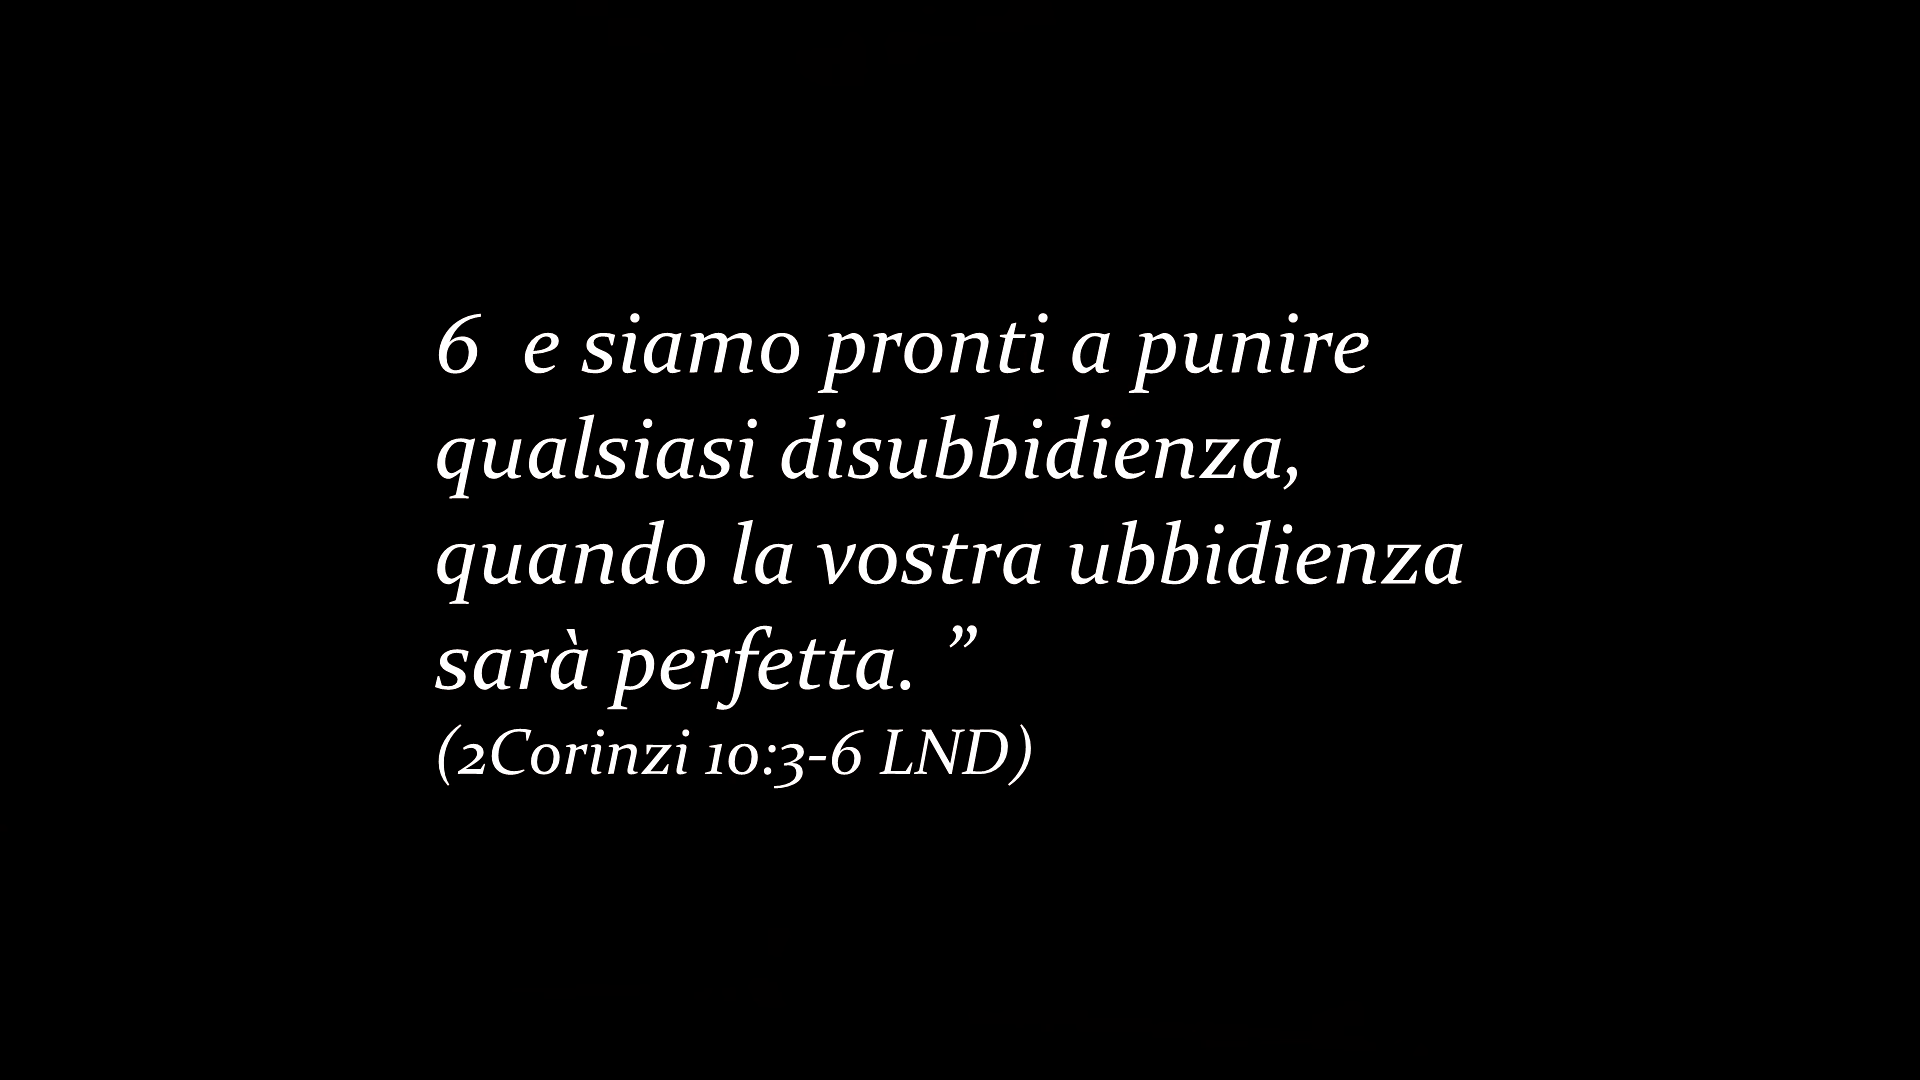 6  e siamo pronti a punire
qualsiasi disubbidienza,
quando la vostra ubbidienza
sarà perfetta. ”
(2Corinzi 10:3-6 LND)